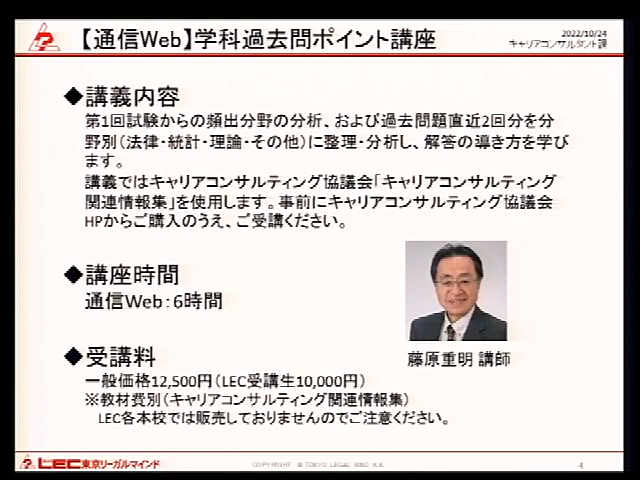 【通信Web】学科過去問ポイント講座
2022/10/24
キャリアコンサルタント課
◆講義内容
第1回試験からの頻出分野の分析、および過去問題直近2回分を分
野別(法律・統計・理論・その他)に整理・分析し、解答の導き方を学び
ます。
講義ではキャリアコンサルティング協議会「キャリアコンサルティング
関連情報集」を使用します。事前にキャリアコンサルティング協議会
HPからご購入のうえ、ご受講ください。
◆講座時間
通信Web:6時間
藤原重明 講師
◆受講料
一般価格12,500円(LEC受講生10,000円)
※教材費別(キャリアコンサルティング関連情報集)
LEC各本校では販売しておりませんのでご注意ください。
LEC東京リーガルマインド
COPYRIGHT © TOKYO LEGAL MIND K.K.
4